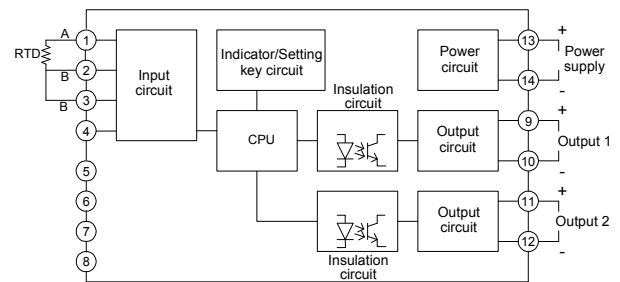 A
RTD
B
B
1
2
3
4
5
6
7
8
Input
circuit
Indicator/Setting
key circuit
CPU
Insulation
circuit
Insulation
circuit
Power
circuit
Output
circuit
Output
circuit
13
14
9
10
11
12
+
Power
supply
-
+
Output 1
-
+
Output 2
-